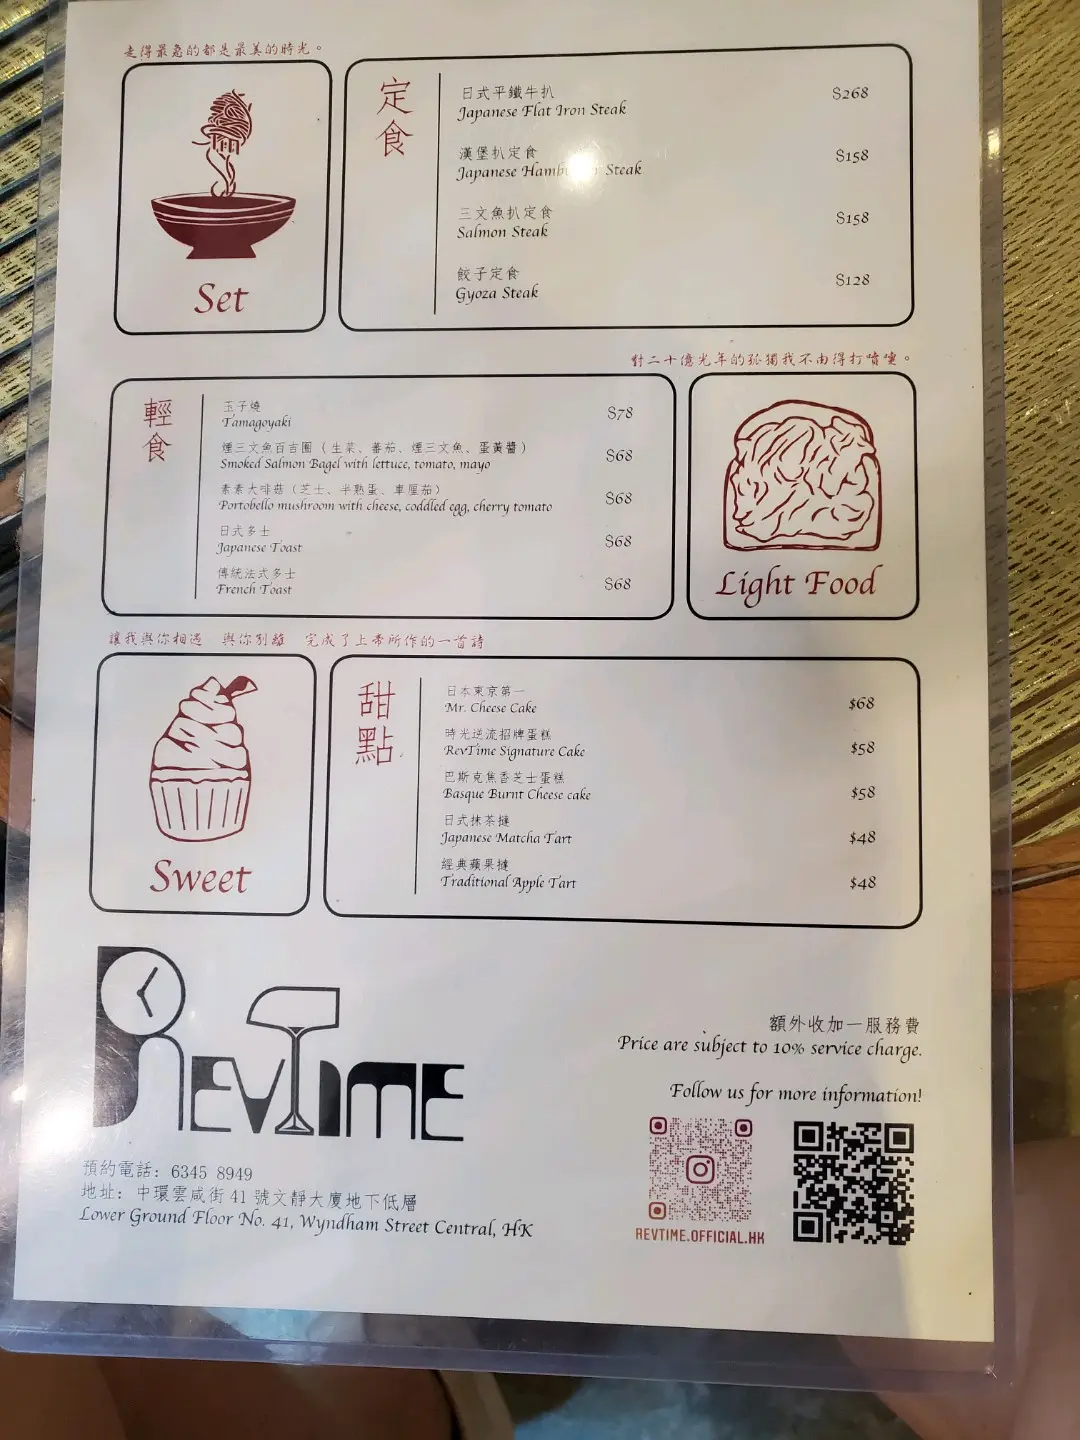 走得最急的都是最美的時光。
Set
定食
日式平鐵牛扒
Japanese Flat Iron Steak
$268
漢堡扒定食
Japanese Hamburger Steak
$158
三文魚扒定食
Salmon Steak
$158
餃子定食
Gyoza Steak
$128
對二十億光年的孤獨我不由得打噴嚏。
輕食
玉子燒
Tamagoyaki
$78
煙三文魚百吉圈（生菜、蕃茄、煙三文魚、蛋黃醬）
Smoked Salmon Bagel with lettuce, tomato, mayo
$68
素素大啡菇（芝士、半熟蛋、車厘茄）
Portobello mushroom with cheese, coddled egg, cherry tomato
$68
日式多士
Japanese Toast
$68
傳統法式多士
French Toast
$68
Light Food
讓我與你相遇 與你別離 完成了上帝所作的一首詩
Sweet
甜點
日本東京第一
Mr. Cheese Cake
$68
時光逆流招牌蛋糕
RevTime Signature Cake
$58
巴斯克焦香芝士蛋糕
Basque Burnt Cheese cake
$58
日式抹茶撻
Japanese Matcha Tart
$48
經典蘋果撻
Traditional Apple Tart
$48
REVTIME
額外收加一服務費
Price are subject to 10% service charge.
Follow us for more information!
REVTIME.OFFICIAL.HK
預約電話: 6345 8949
地址: 中環雲咸街 41 號文靜大廈地下低層
Lower Ground Floor No. 41, Wyndham Street Central, HK